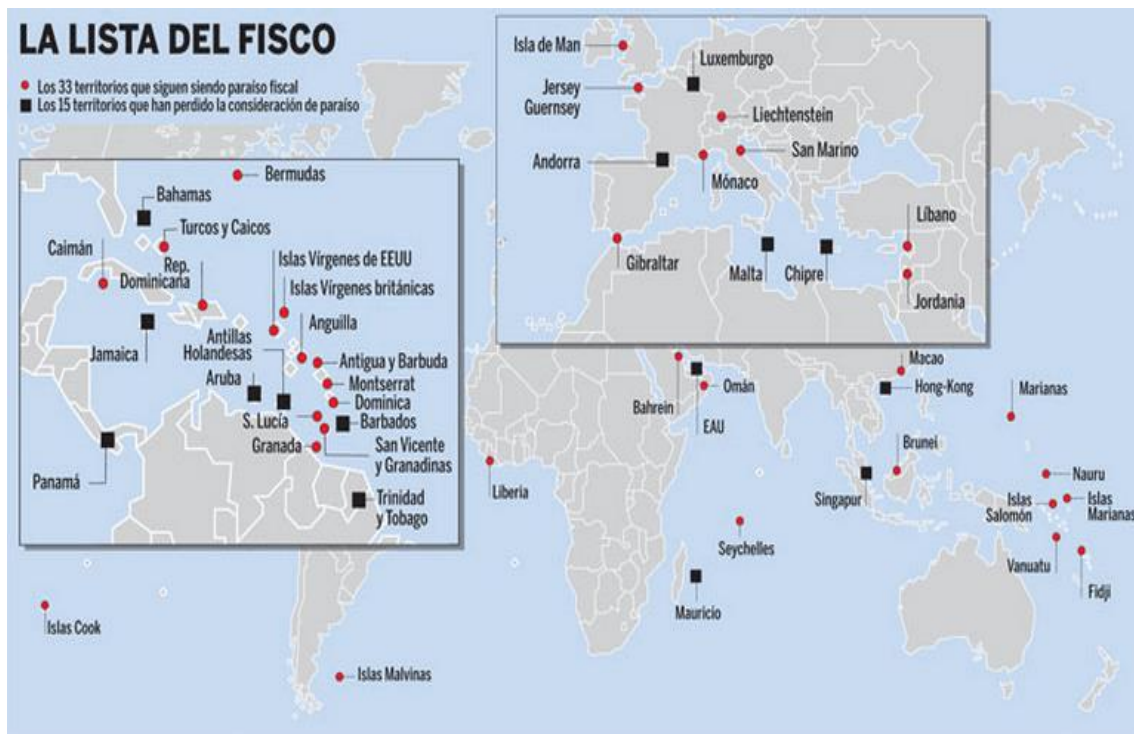 LA LISTA DEL FISCO
Los 33 territorios que siguen siendo paraíso fiscal
Los 15 territorios que han perdido la consideración de paraíso
Bermudas
Bahamas
Turcos y Caicos
Caimán
Rep.
Dominicana
Islas Vírgenes de EEUU
Islas Vírgenes británicas
Jamaica
Antillas
Holandesas
Anguilla
Aruba
Antigua y Barbuda
Montserrat
Dominica
S. Lucía
Barbados
Granada
San Vicente
y Granadinas
Panamá
Trinidad
y Tobago
Isla de Man
Luxemburgo
Jersey
Guernsey
Liechtenstein
Andorra
San Marino
Mónaco
Líbano
Gibraltar
Malta
Chipre
Jordania
Macao
Bahrein
Omán
Hong-Kong
Marianas
EAU
Brunei
Liberia
Singapur
Nauru
Islas
Salomón
Islas
Marianas
Seychelles
Vanuatu
Fidji
Mauricio
Islas Cook
Islas Malvinas